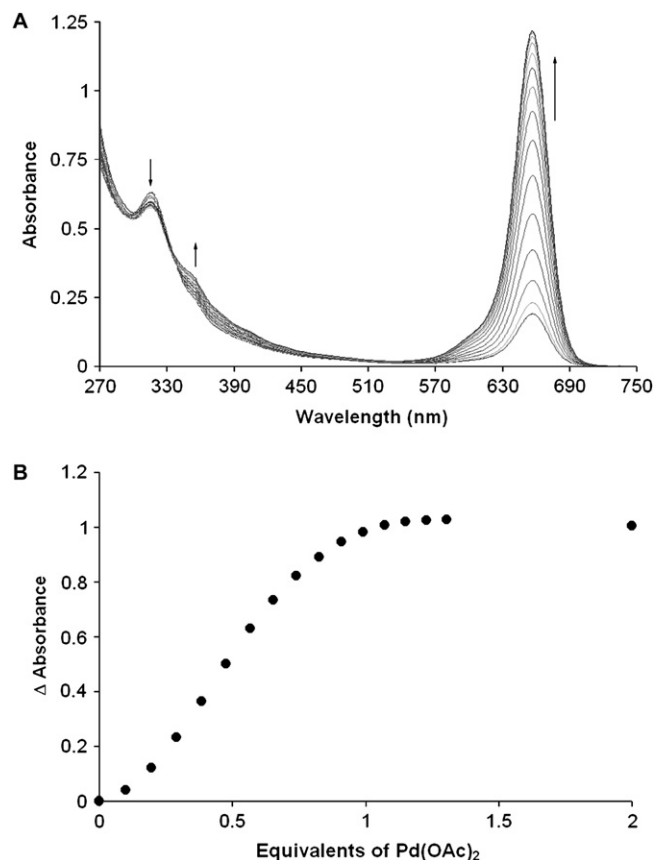 A
1.25
1
0.75
0.5
0.25
0
Absorbance
270 330 390 450 510 570 630 690 750
Wavelength (nm)
B
1.2
1
0.8
0.6
0.4
0.2
0
Δ Absorbance
0 0.5 1 1.5 2
Equivalents of Pd(OAc)2